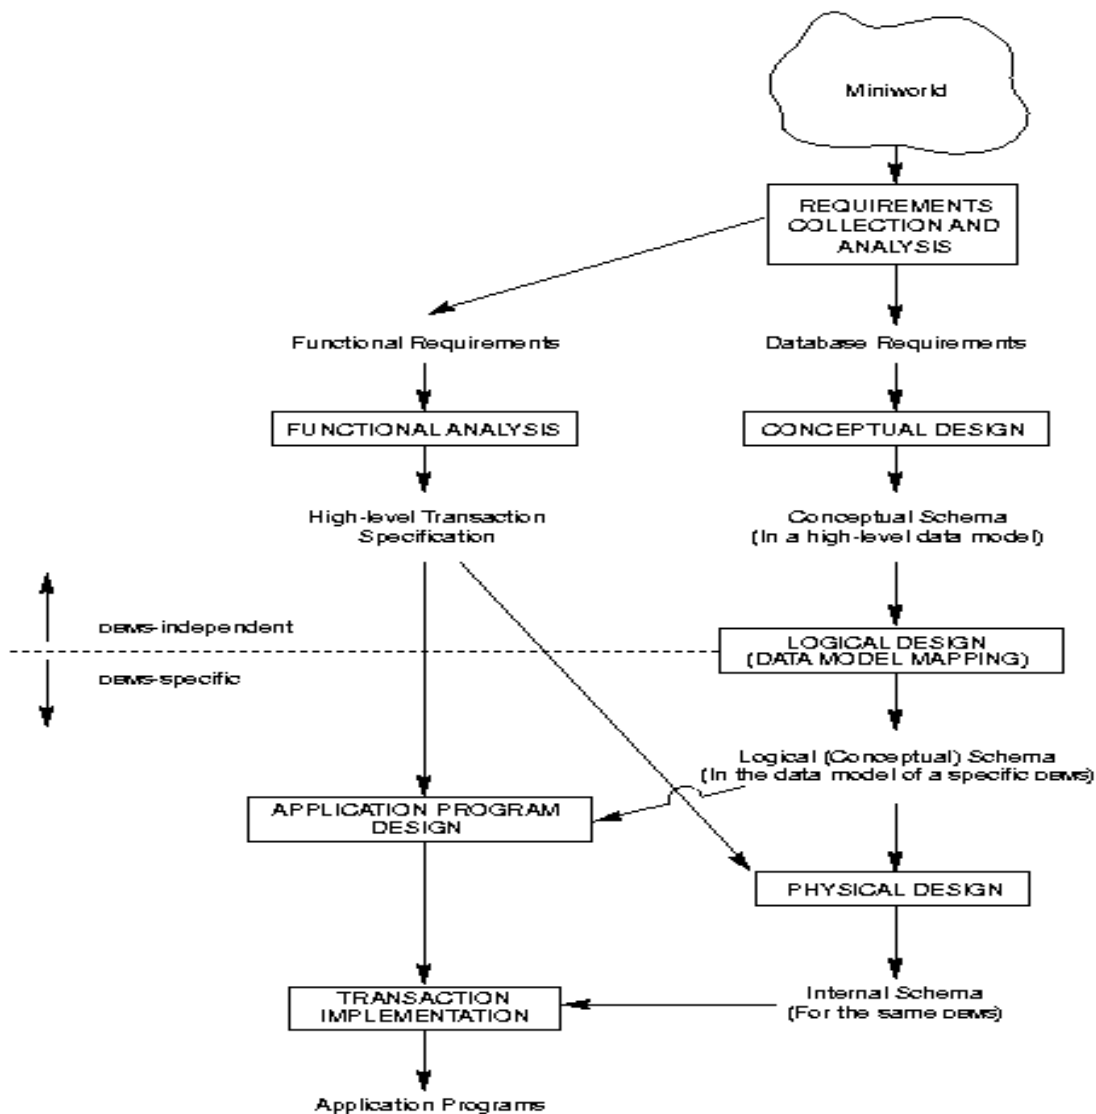 Miniworld
REQUIREMENTS
COLLECTION AND
ANALYSIS
Functional Requirements
Database Requirements
FUNCTIONAL ANALYSIS
CONCEPTUAL DESIGN
High-level Transaction
Specification
Conceptual Schema
(In a high-level data model)
DBMS-independent
LOGICAL DESIGN
(DATA MODEL MAPPING)
DBMS-specific
Logical (Conceptual) Schema
(In the data model of a specific DBMS)
APPLICATION PROGRAM
DESIGN
PHYSICAL DESIGN
TRANSACTION
IMPLEMENTATION
Internal Schema
(For the same DBMS)
Application Programs